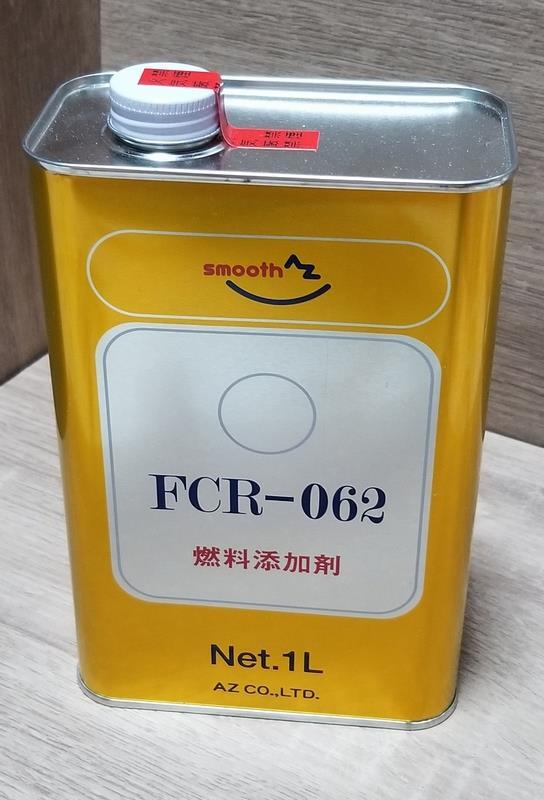 smooth AZ
FCR-062
燃料添加剤
Net.1L
AZ CO.,LTD.